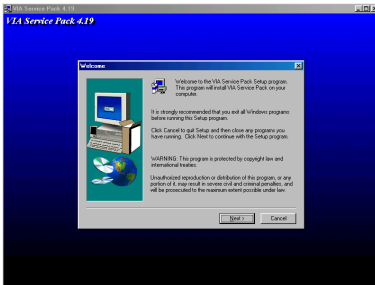 VIA Service Pack 4.19
VIA Service Pack 4.19
Welcome
Welcome to the VIA Service Pack Setup program.
This program will install VIA Service Pack on your
computer.
It is strongly recommended that you exit all Windows programs
before running this Setup program.
Click Cancel to quit Setup and then close any programs you
have running. Click Next to continue with the Setup program.
WARNING: This program is protected by copyright law and
international treaties.
Unauthorized reproduction or distribution of this program, or any
portion of it, may result in severe civil and criminal penalties, and
will be prosecuted to the maximum extent possible under law.
Next >
Cancel